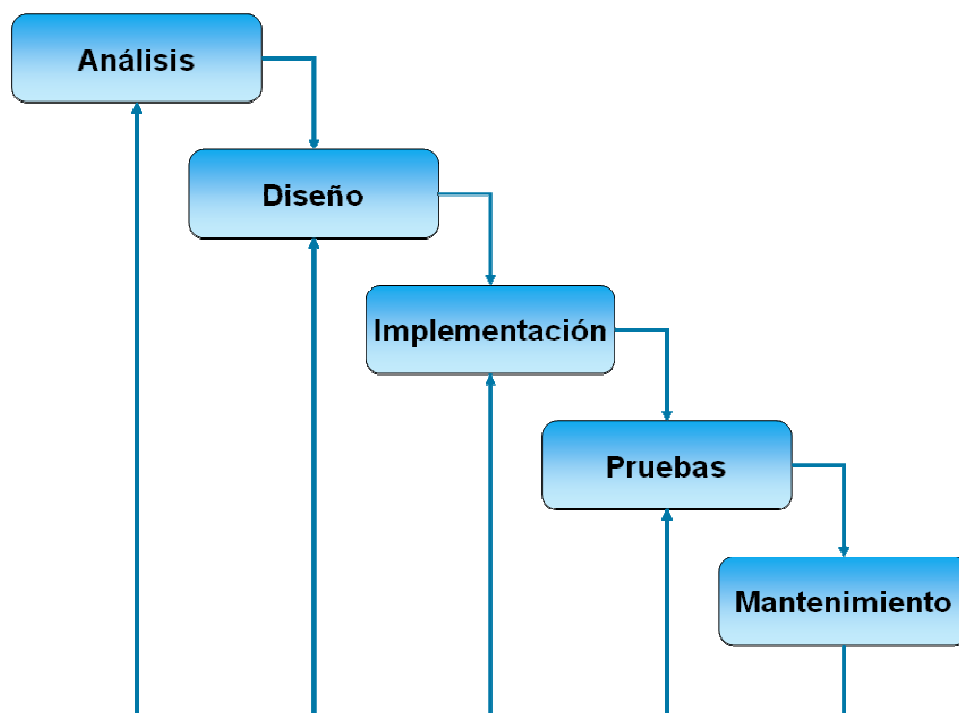 Análisis
Diseño
Implementación
Pruebas
Mantenimiento